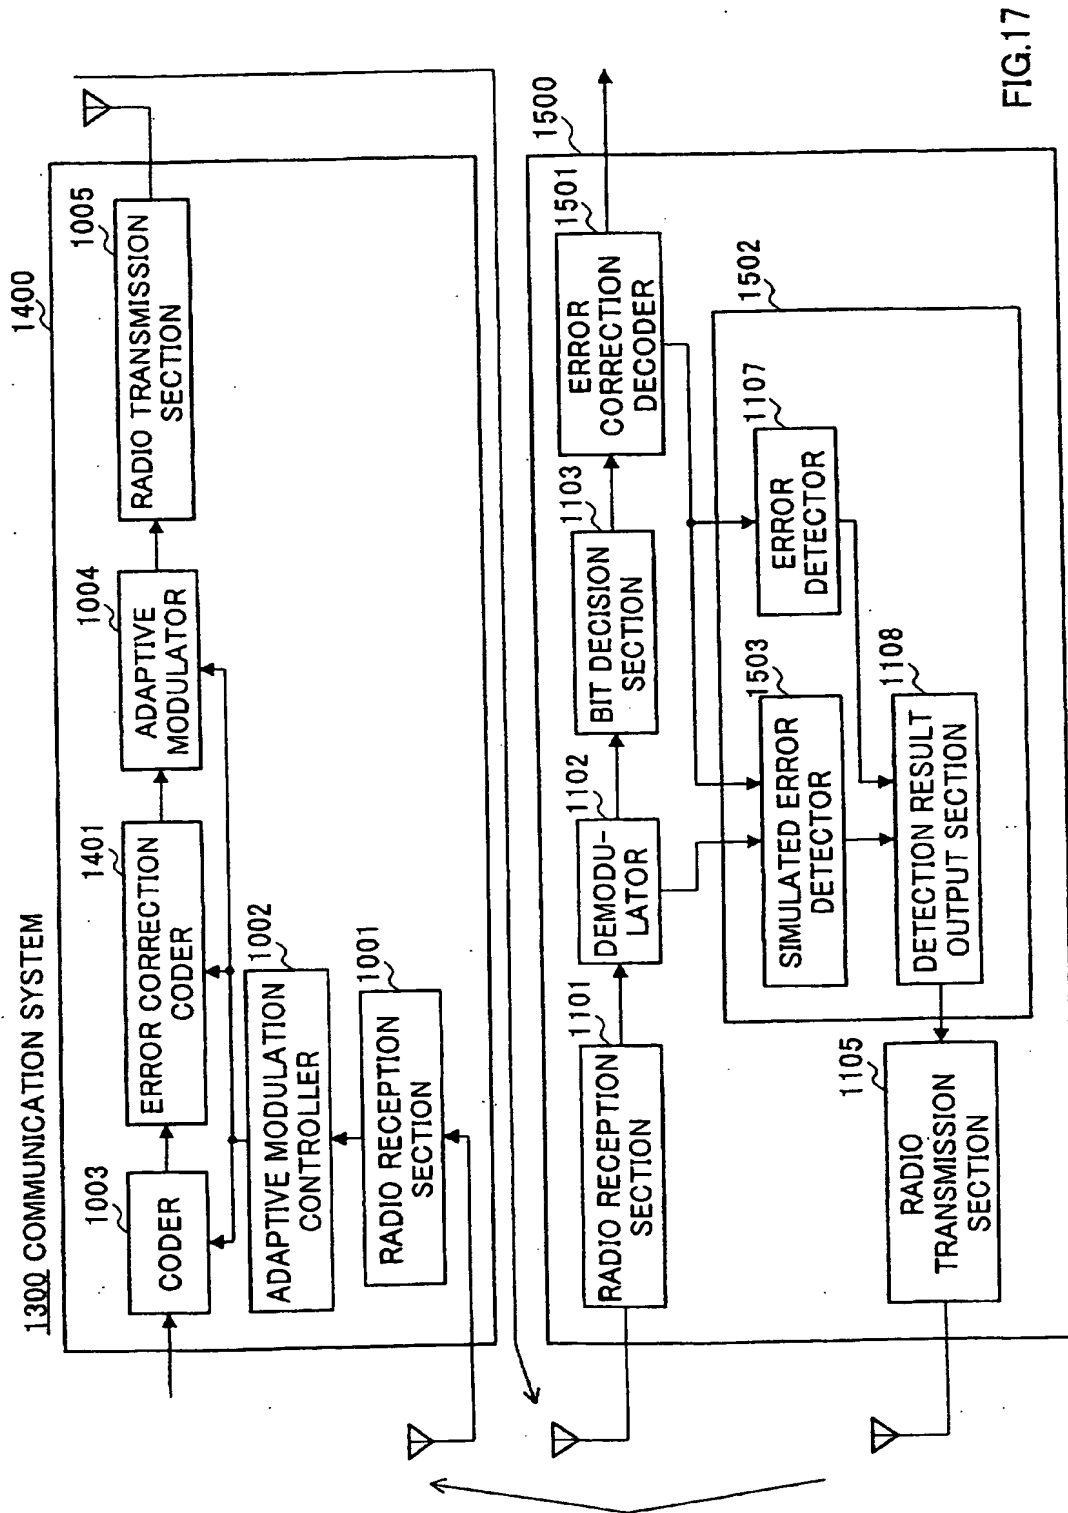 1300 COMMUNICATION SYSTEM
1400
1003
CODER
1401
ERROR CORRECTION
CODER
1004
ADAPTIVE
MODULATOR
1005
RADIO TRANSMISSION
SECTION
1002
ADAPTIVE MODULATION
CONTROLLER
1001
RADIO RECEPTION
SECTION
1500
1101
RADIO RECEPTION
SECTION
1102
DEMODU-
LATOR
1103
BIT DECISION
SECTION
1501
ERROR
CORRECTION
DECODER
1502
1503
SIMULATED ERROR
DETECTOR
1107
ERROR
DETECTOR
1108
DETECTION RESULT
OUTPUT SECTION
1105
RADIO
TRANSMISSION
SECTION
FIG.17